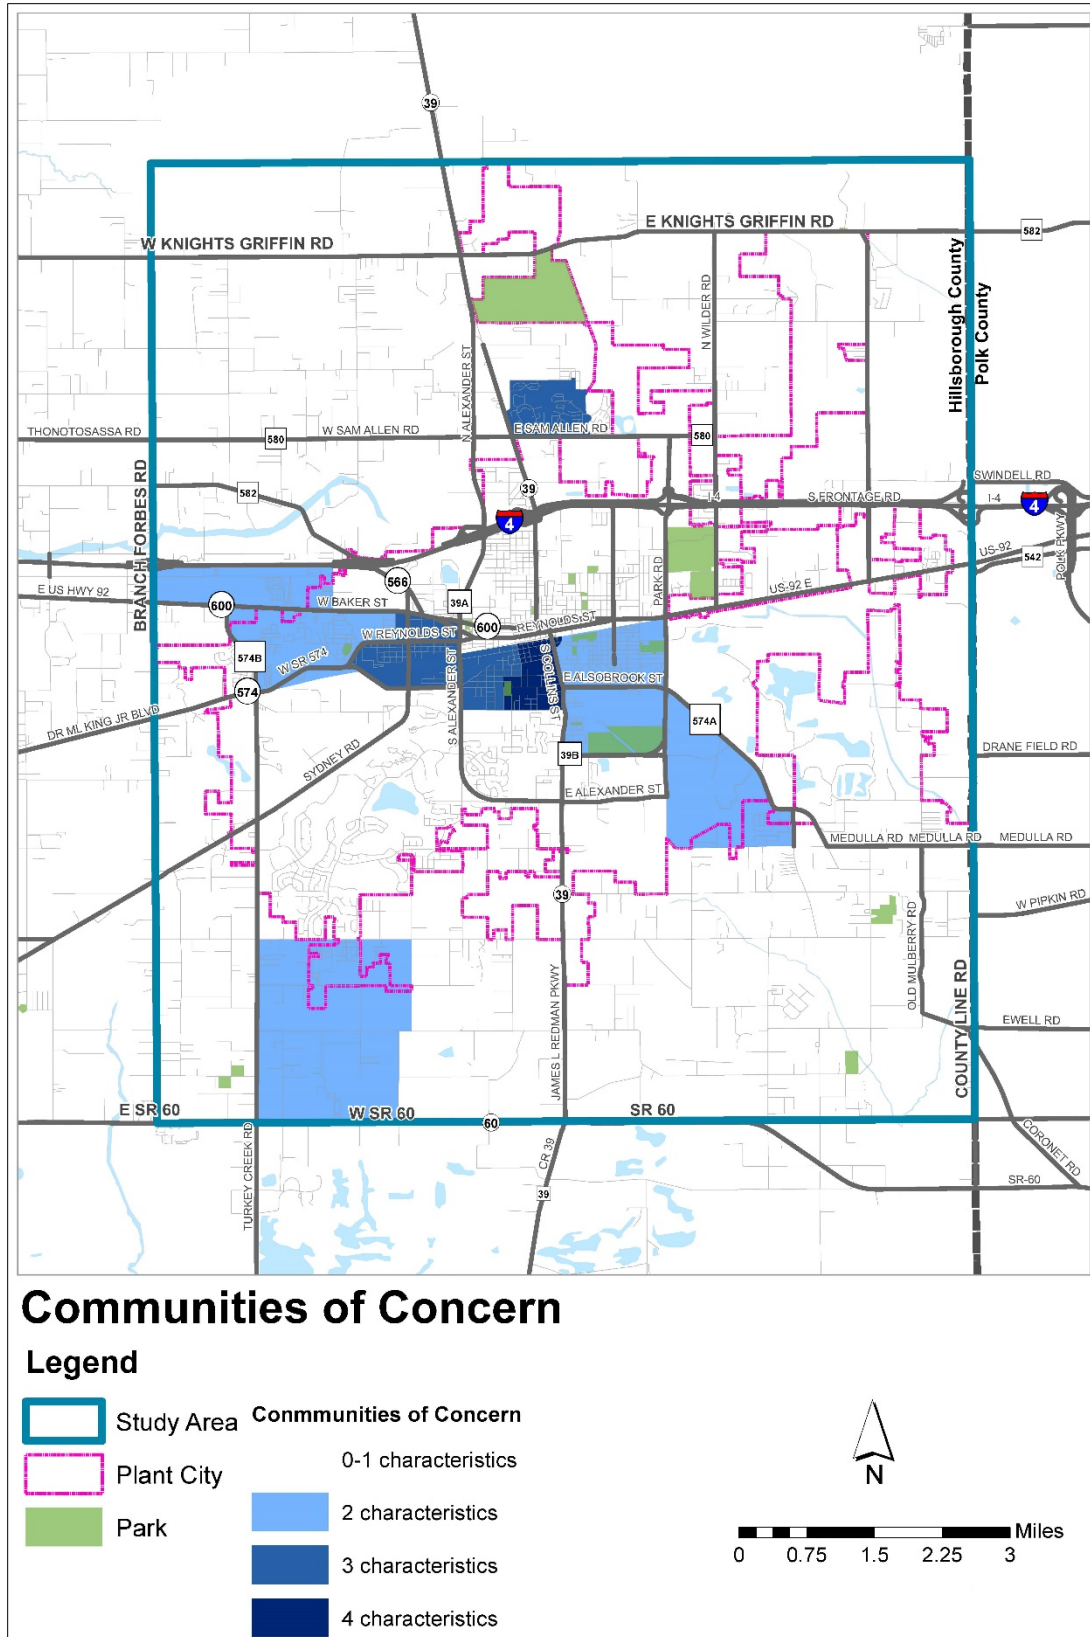 39
E KNIGHTS GRIFFIN RD
582
W KNIGHTS GRIFFIN RD
N WILDER RD
Hillsborough County
Polk County
N ALEXANDER ST
THONOTOSASSA RD
580
W SAM ALLEN RD
E SAM ALLEN RD
580
BRANCH FORBES RD
582
39
SWINDELL RD
I-4
S FRONTAGE RD
I-4
4
4
POLK PKWY
US-92
542
566
PARK RD
E US HWY 92
600
W BAKER ST
39A
US-92 E
600
REYNOLDS ST
W REYNOLDS ST
574B
W SR 574
S COLLINS ST
E ALSOBROOK ST
574
S ALEXANDER ST
574A
DR ML KING JR BLVD
SYDNEY RD
39B
DRANE FIELD RD
E ALEXANDER ST
MEDULLA RD
MEDULLA RD
MEDULLA RD
39
W PIPKIN RD
OLD MULBERRY RD
COUNTY LINE RD
EWELL RD
JAMES L REDMAN PKWY
E SR 60
W SR 60
SR 60
60
CORONET RD
TURKEY CREEK RD
CR 39
39
SR-60
Communities of Concern
Legend
Study Area
Plant City
Park
Conmmunities of Concern
0-1 characteristics
2 characteristics
3 characteristics
4 characteristics
N
Miles
0 0.75 1.5 2.25 3